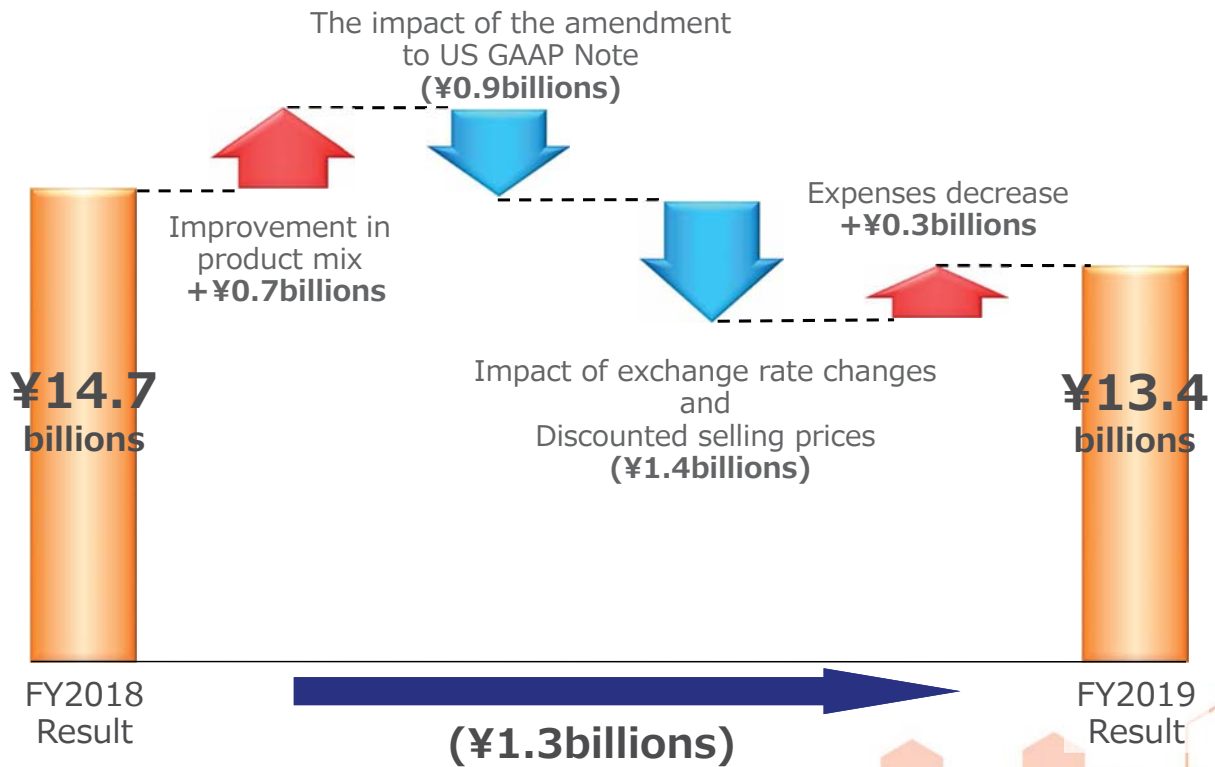 The impact of the amendment
to US GAAP Note
(¥0.9billions)
Improvement in
product mix
+¥0.7billions
Expenses decrease
+¥0.3billions
Impact of exchange rate changes
and
Discounted selling prices
(¥1.4billions)
¥14.7
billions
¥13.4
billions
FY2018
Result
(¥1.3billions)
FY2019
Result